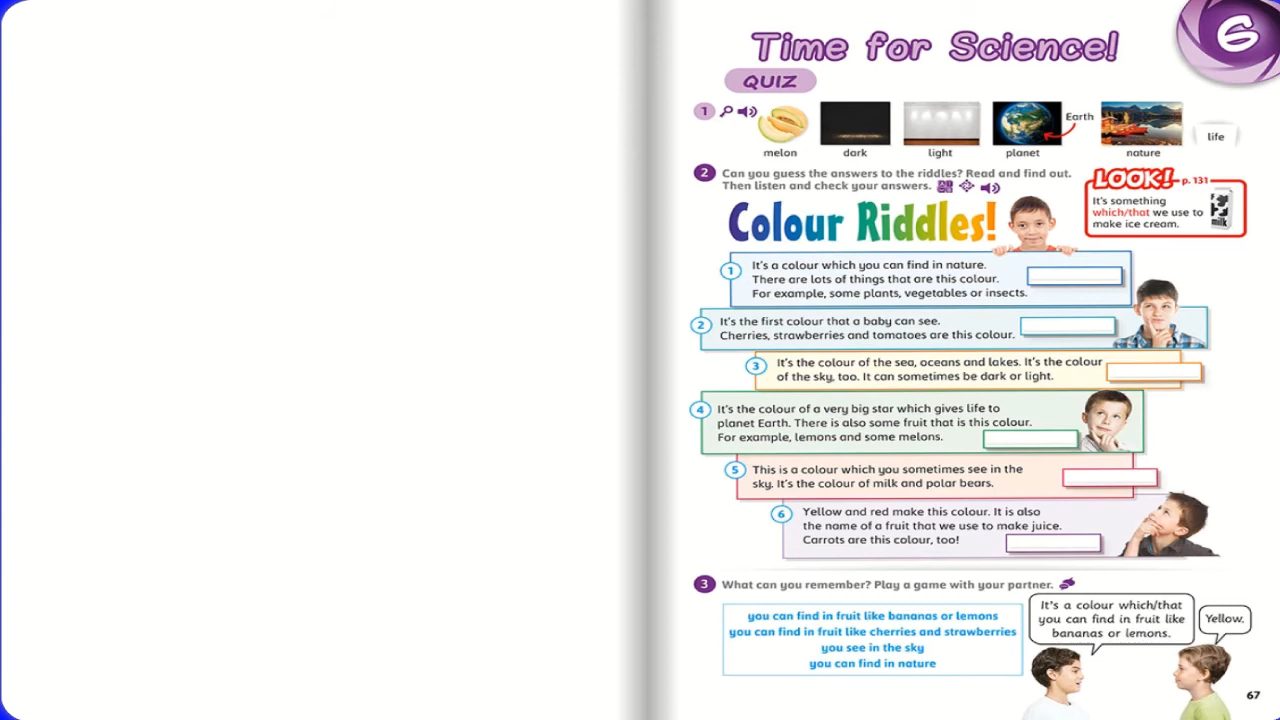 6
Time for Science!
QUIZ
1
Earth
life
melon
dark
light
planet
nature
2 Can you guess the answers to the riddles? Read and find out.
Then listen and check your answers.
LOOK! p. 131
It's something
which/that we use to
make ice cream.
milk
Colour Riddles!
1 It's a colour which you can find in nature.
There are lots of things that are this colour.
For example, some plants, vegetables or insects.
2 It's the first colour that a baby can see.
Cherries, strawberries and tomatoes are this colour.
3 It's the colour of the sea, oceans and lakes. It's the colour
of the sky, too. It can sometimes be dark or light.
4 It's the colour of a very big star which gives life to
planet Earth. There is also some fruit that is this colour.
For example, lemons and some melons.
5 This is a colour which you sometimes see in the
sky. It's the colour of milk and polar bears.
6 Yellow and red make this colour. It is also
the name of a fruit that we use to make juice.
Carrots are this colour, too!
3 What can you remember? Play a game with your partner.
you can find in fruit like bananas or lemons
you can find in fruit like cherries and strawberries
you see in the sky
you can find in nature
It's a colour which/that
you can find in fruit like
bananas or lemons.
Yellow.
67